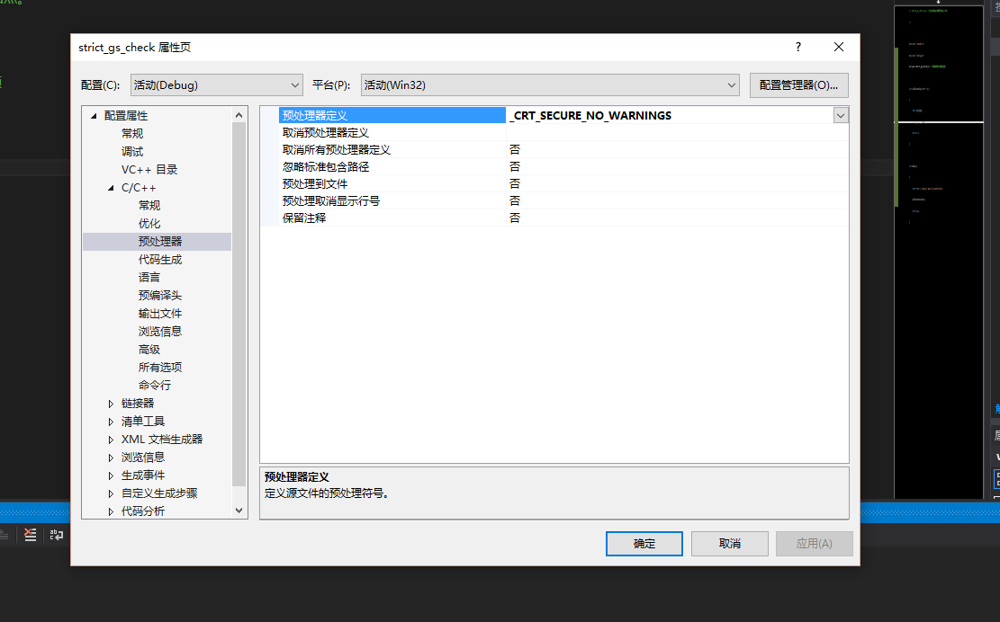 strict_gs_check 属性页
?
配置(C): 活动(Debug) 平台(P): 活动(Win32) 配置管理器(O)...
配置属性
常规
调试
VC++ 目录
C/C++
常规
优化
预处理器
代码生成
语言
预编译头
输出文件
浏览信息
高级
所有选项
命令行
链接器
清单工具
XML 文档生成器
浏览信息
生成事件
自定义生成步骤
代码分析
预处理器定义 _CRT_SECURE_NO_WARNINGS
取消预处理器定义
取消所有预处理器定义 否
忽略标准包含路径 否
预处理到文件 否
预处理取消显示行号 否
保留注释 否
预处理器定义
定义源文件的预处理符号。
确定 取消 应用(A)